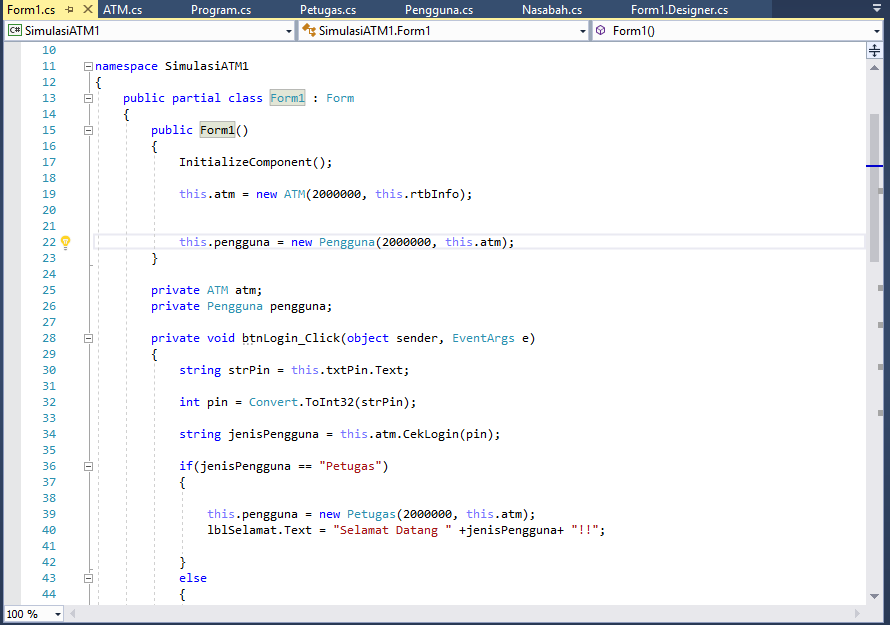 Form1.cs ATM.cs Program.cs Petugas.cs Pengguna.cs Nasabah.cs Form1.Designer.cs
C# SimulasiATM1 SimulasiATM1.Form1 Form1()
10
11 namespace SimulasiATM1
12 {
13 public partial class Form1 : Form
14 {
15 public Form1()
16 {
17 InitializeComponent();
18
19 this.atm = new ATM(2000000, this.rtbInfo);
20
21
22 this.pengguna = new Pengguna(2000000, this.atm);
23 }
24
25 private ATM atm;
26 private Pengguna pengguna;
27
28 private void btnLogin_Click(object sender, EventArgs e)
29 {
30 string strPin = this.txtPin.Text;
31
32 int pin = Convert.ToInt32(strPin);
33
34 string jenisPengguna = this.atm.CekLogin(pin);
35
36 if(jenisPengguna == "Petugas")
37 {
38
39 this.pengguna = new Petugas(2000000, this.atm);
40 lblSelamat.Text = "Selamat Datang " +jenisPengguna+ "!!";
41
42 }
43 else
44 {
100 %